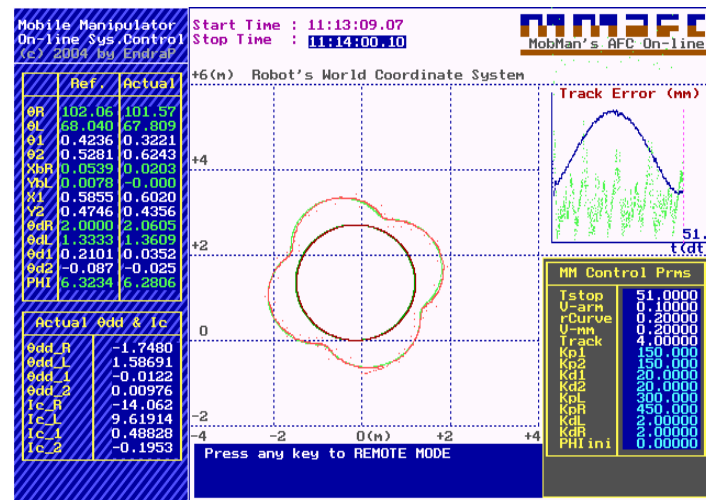 Mobile Manipulator
On-line Sys.Control
(c) 2004 by EndraP
Ref. Actual
θR 102.06 101.57
θL 68.040 67.809
θ1 0.4236 0.3221
θ2 0.5281 0.6243
XbR 0.0539 0.0203
YbL 0.0078 -0.000
X1 0.5855 0.6020
Y2 0.4746 0.4356
θdR 2.0000 2.0605
θdL 1.3333 1.3609
θd1 0.2101 0.0352
θd2 -0.087 -0.025
PHI 6.3234 6.2806
Actual θdd & Ic
θdd_R -1.7480
θdd_L 1.58691
θdd_1 -0.0122
θdd_2 0.00976
Ic_R -14.062
Ic_L 9.61914
Ic_1 0.48828
Ic_2 -0.1953
Start Time : 11:13:09.07
Stop Time : 11:14:00.10
+6(m) Robot's World Coordinate System
+4
+2
0
-2
-4 -2 0(m) +2 +4
Press any key to REMOTE MODE
MM AFC
MobMan's AFC On-line
Track Error (mm)
51.
t(dt)
MM Control Prms
Tstop 51.0000
V-arm 0.10000
rCurve 0.20000
V-mm 0.20000
Track 4.00000
Kp1 150.000
Kp2 150.000
Kd1 20.0000
Kd2 20.0000
KpL 300.000
KpR 450.000
KdL 2.00000
KdR 2.00000
PHIini 0.00000